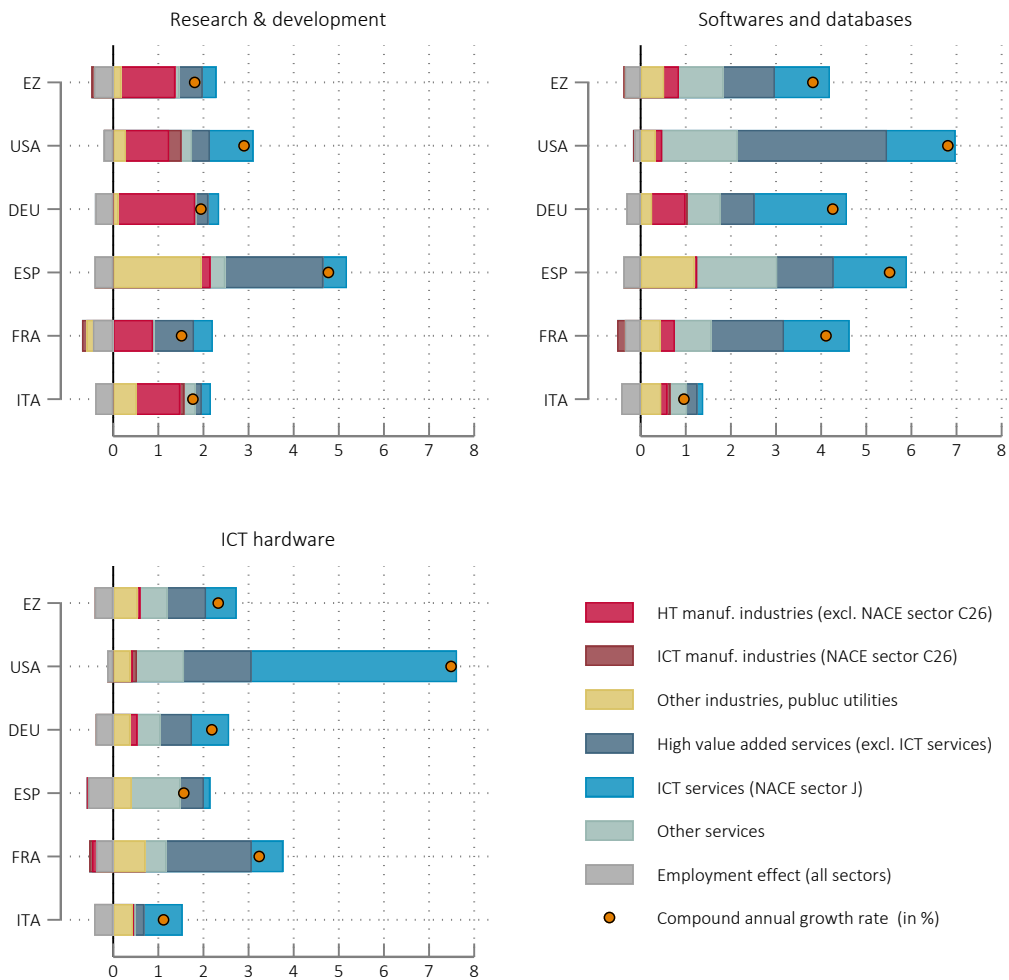 Research & development
EZ
USA
DEU
ESP
FRA
ITA
0 1 2 3 4 5 6 7 8
Softwares and databases
EZ
USA
DEU
ESP
FRA
ITA
0 1 2 3 4 5 6 7 8
ICT hardware
EZ
USA
DEU
ESP
FRA
ITA
0 1 2 3 4 5 6 7 8
HT manuf. industries (excl. NACE sector C26)
ICT manuf. industries (NACE sector C26)
Other industries, publuc utilities
High value added services (excl. ICT services)
ICT services (NACE sector J)
Other services
Employment effect (all sectors)
Compound annual growth rate (in %)